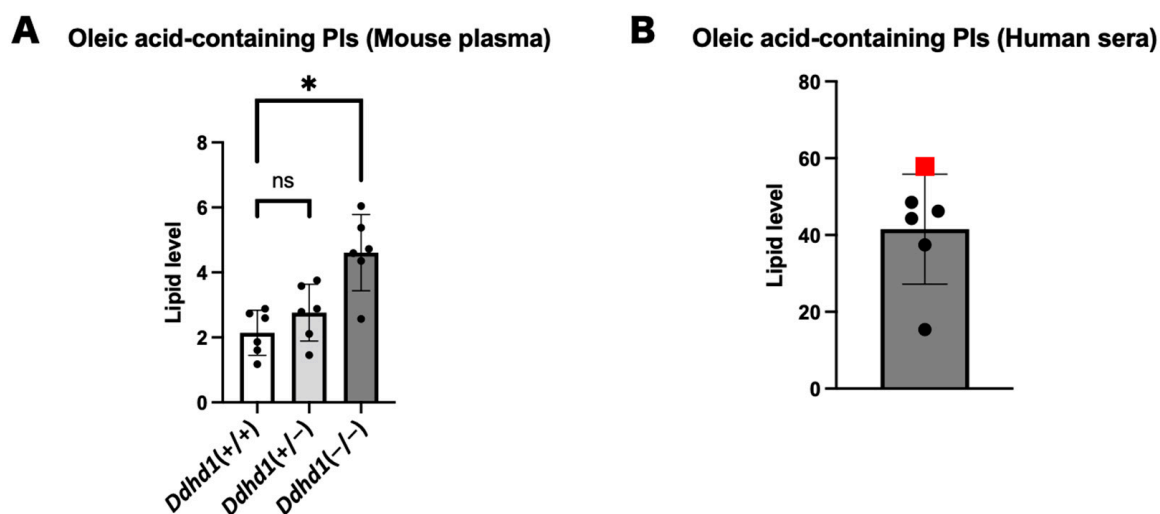 A Oleic acid-containing PIs (Mouse plasma)
*
ns
Lipid level
8
6
4
2
0
Ddhd1(+/+)
Ddhd1(+/−)
Ddhd1(−/−)
B Oleic acid-containing PIs (Human sera)
Lipid level
80
60
40
20
0